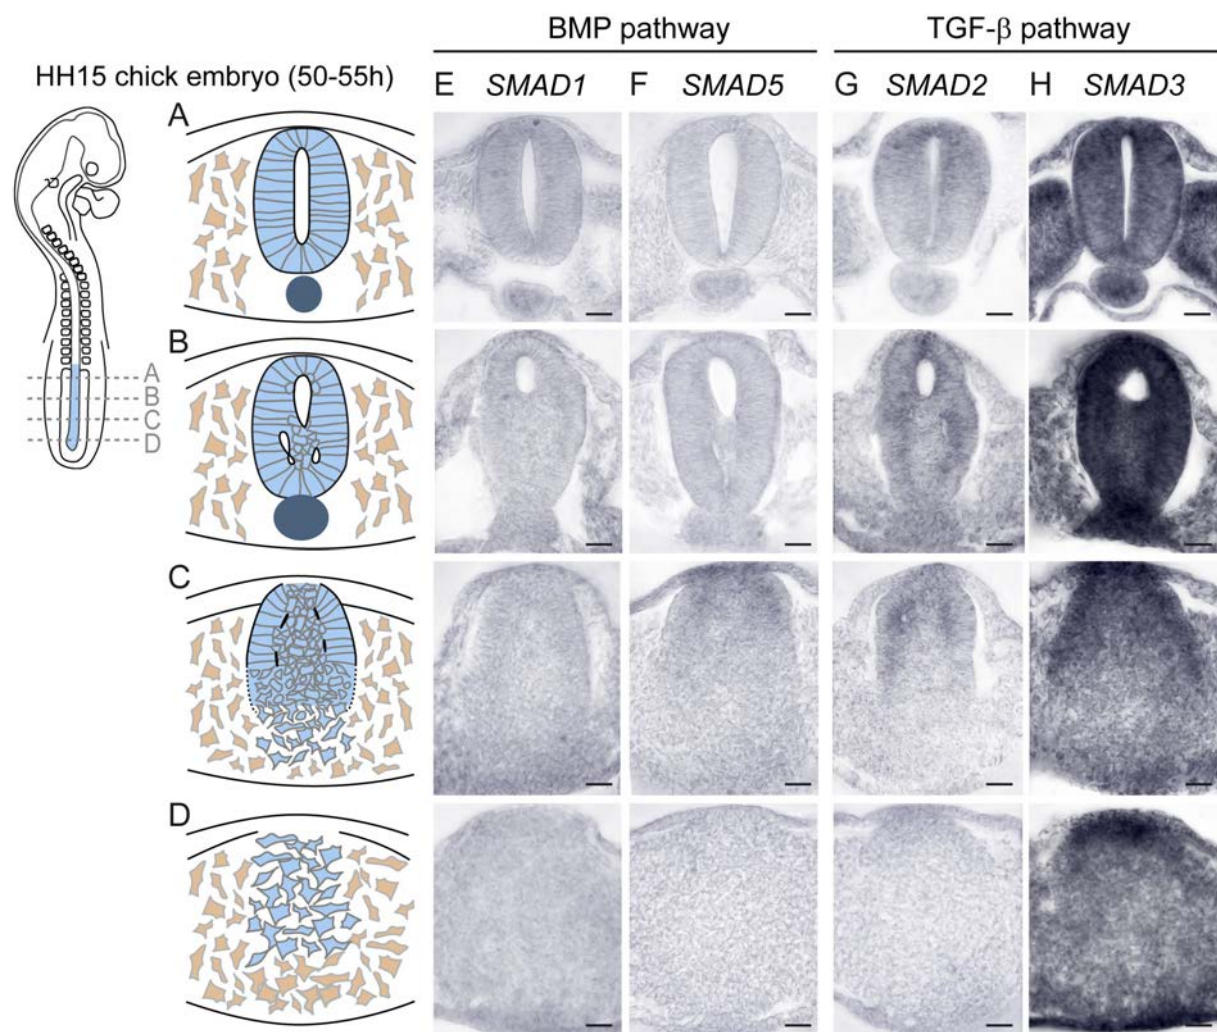 BMP pathway
TGF-β pathway
HH15 chick embryo (50-55h)
E SMAD1
F SMAD5
G SMAD2
H SMAD3
A
B
C
D
A
B
C
D